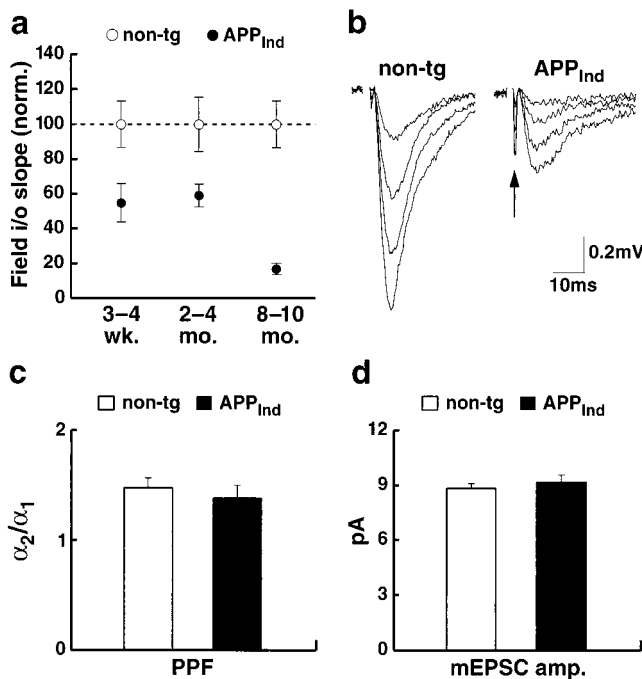 a
non-tg APPInd
Field i/o slope (norm.)
140
120
100
80
60
40
20
0
3–4 wk.
2–4 mo.
8–10 mo.
b
non-tg APPInd
0.2mV
10ms
c
non-tg APPInd
α2/α1
2
1
0
PPF
d
non-tg APPInd
pA
12
9
6
3
0
mEPSC amp.